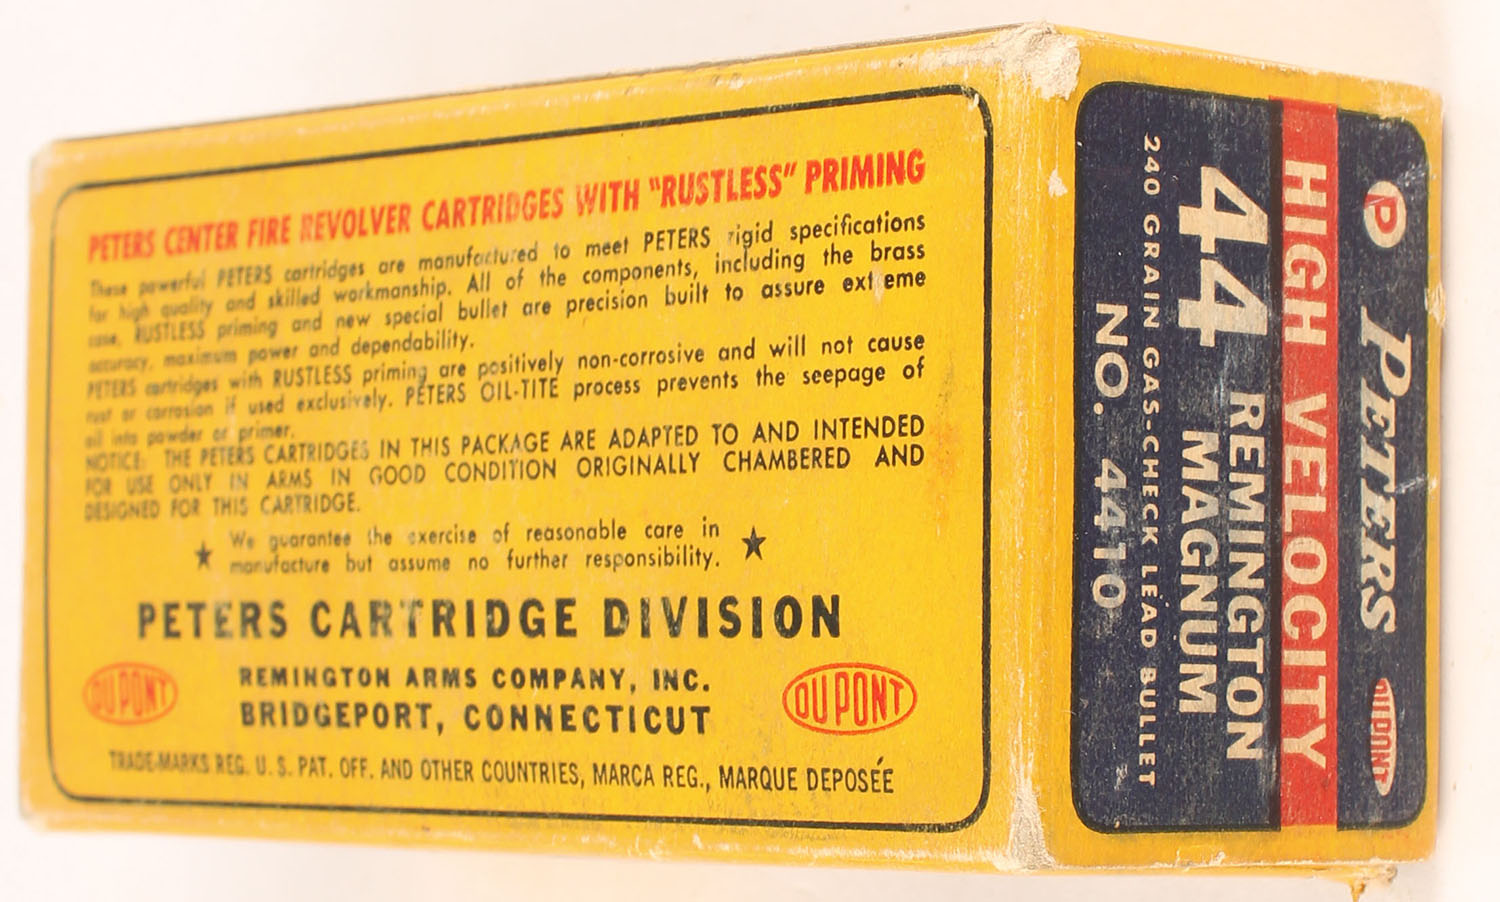 PETERS CENTER FIRE REVOLVER CARTRIDGES WITH "RUSTLESS" PRIMING
These powerful PETERS cartridges are manufactured to meet PETERS rigid specifications
for high quality and skilled workmanship. All of the components, including the brass
case, RUSTLESS priming and new special bullet are precision built to assure extreme
accuracy, maximum power and dependability.
PETERS cartridges with RUSTLESS priming are positively non-corrosive and will not cause
rust or corrosion if used exclusively. PETERS OIL-TITE process prevents the seepage of
oil into powder or primer.
NOTICE: THE PETERS CARTRIDGES IN THIS PACKAGE ARE ADAPTED TO AND INTENDED
FOR USE ONLY IN ARMS IN GOOD CONDITION ORIGINALLY CHAMBERED AND
DESIGNED FOR THIS CARTRIDGE.
★ We guarantee the exercise of reasonable care in ★
manufacture but assume no further responsibility.
PETERS CARTRIDGE DIVISION
DU PONT REMINGTON ARMS COMPANY, INC. DU PONT
BRIDGEPORT, CONNECTICUT
TRADE-MARKS REG. U. S. PAT. OFF. AND OTHER COUNTRIES, MARCA REG., MARQUE DEPOSÉE
P PETERS DU PONT
HIGH VELOCITY
44 REMINGTON
MAGNUM
240 GRAIN GAS-CHECK LEAD BULLET
NO. 4410